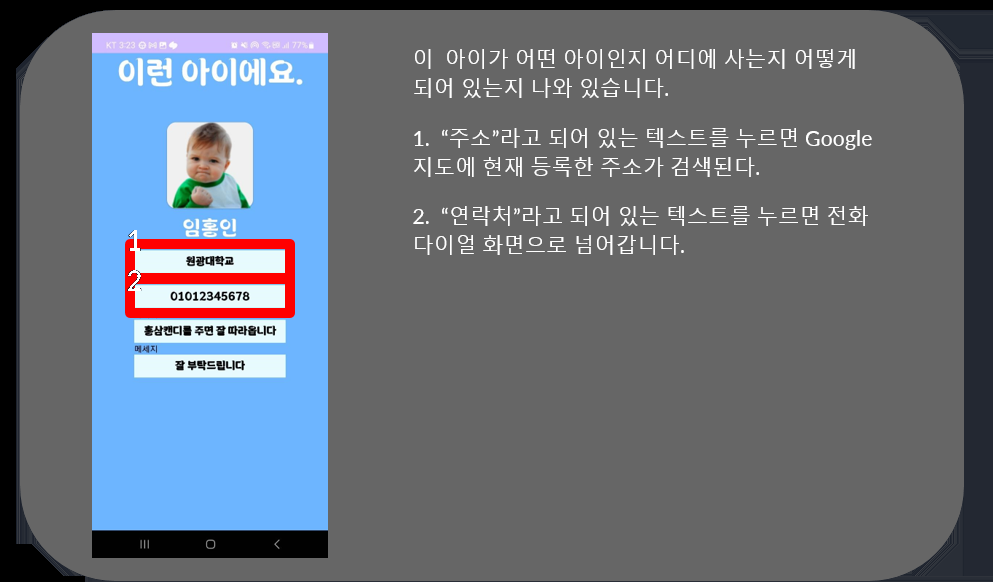 KT 3:23
77%
이런 아이에요.
임홍인
1
원광대학교
2
01012345678
홍삼캔디를 주면 잘 따라옵니다
메세지
잘 부탁드립니다
이 아이가 어떤 아이인지 어디에 사는지 어떻게
되어 있는지 나와 있습니다.
1. “주소”라고 되어 있는 텍스트를 누르면 Google
지도에 현재 등록한 주소가 검색된다.
2. “연락처”라고 되어 있는 텍스트를 누르면 전화
다이얼 화면으로 넘어갑니다.